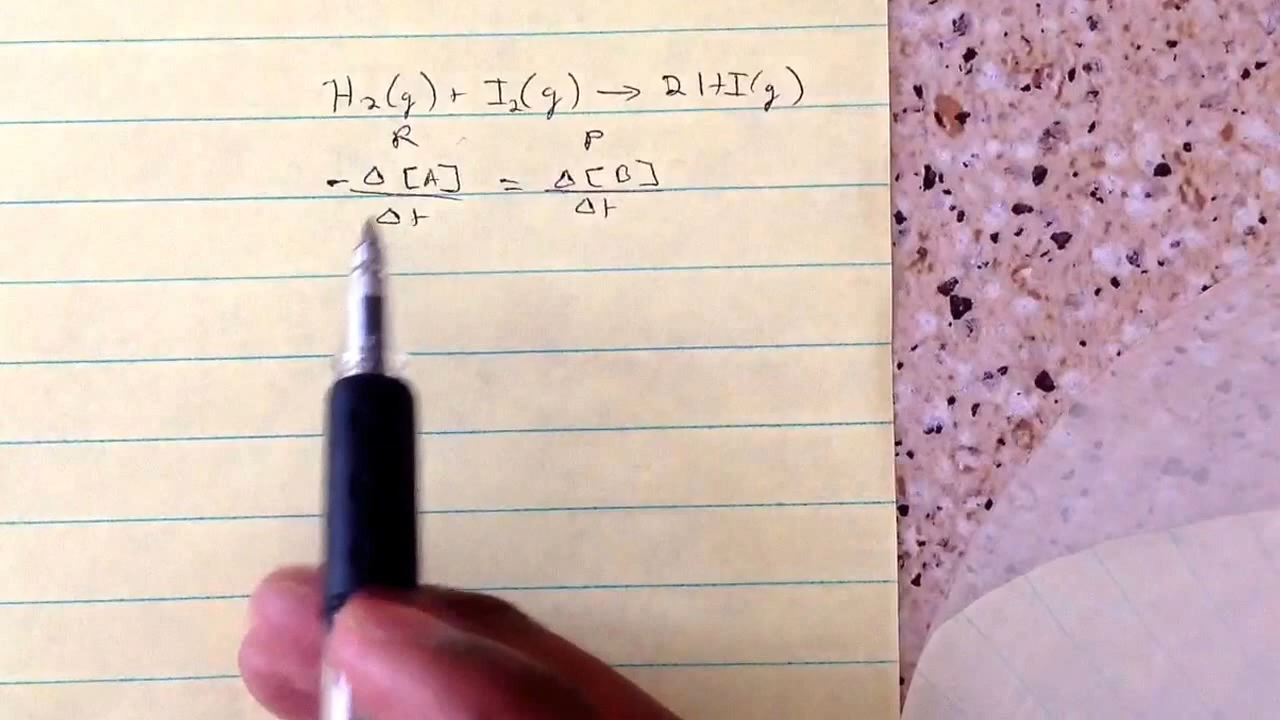 H₂(g) + I₂(g) → 2HI(g)
R P
- Δ[A] = Δ[B]
Δt Δt